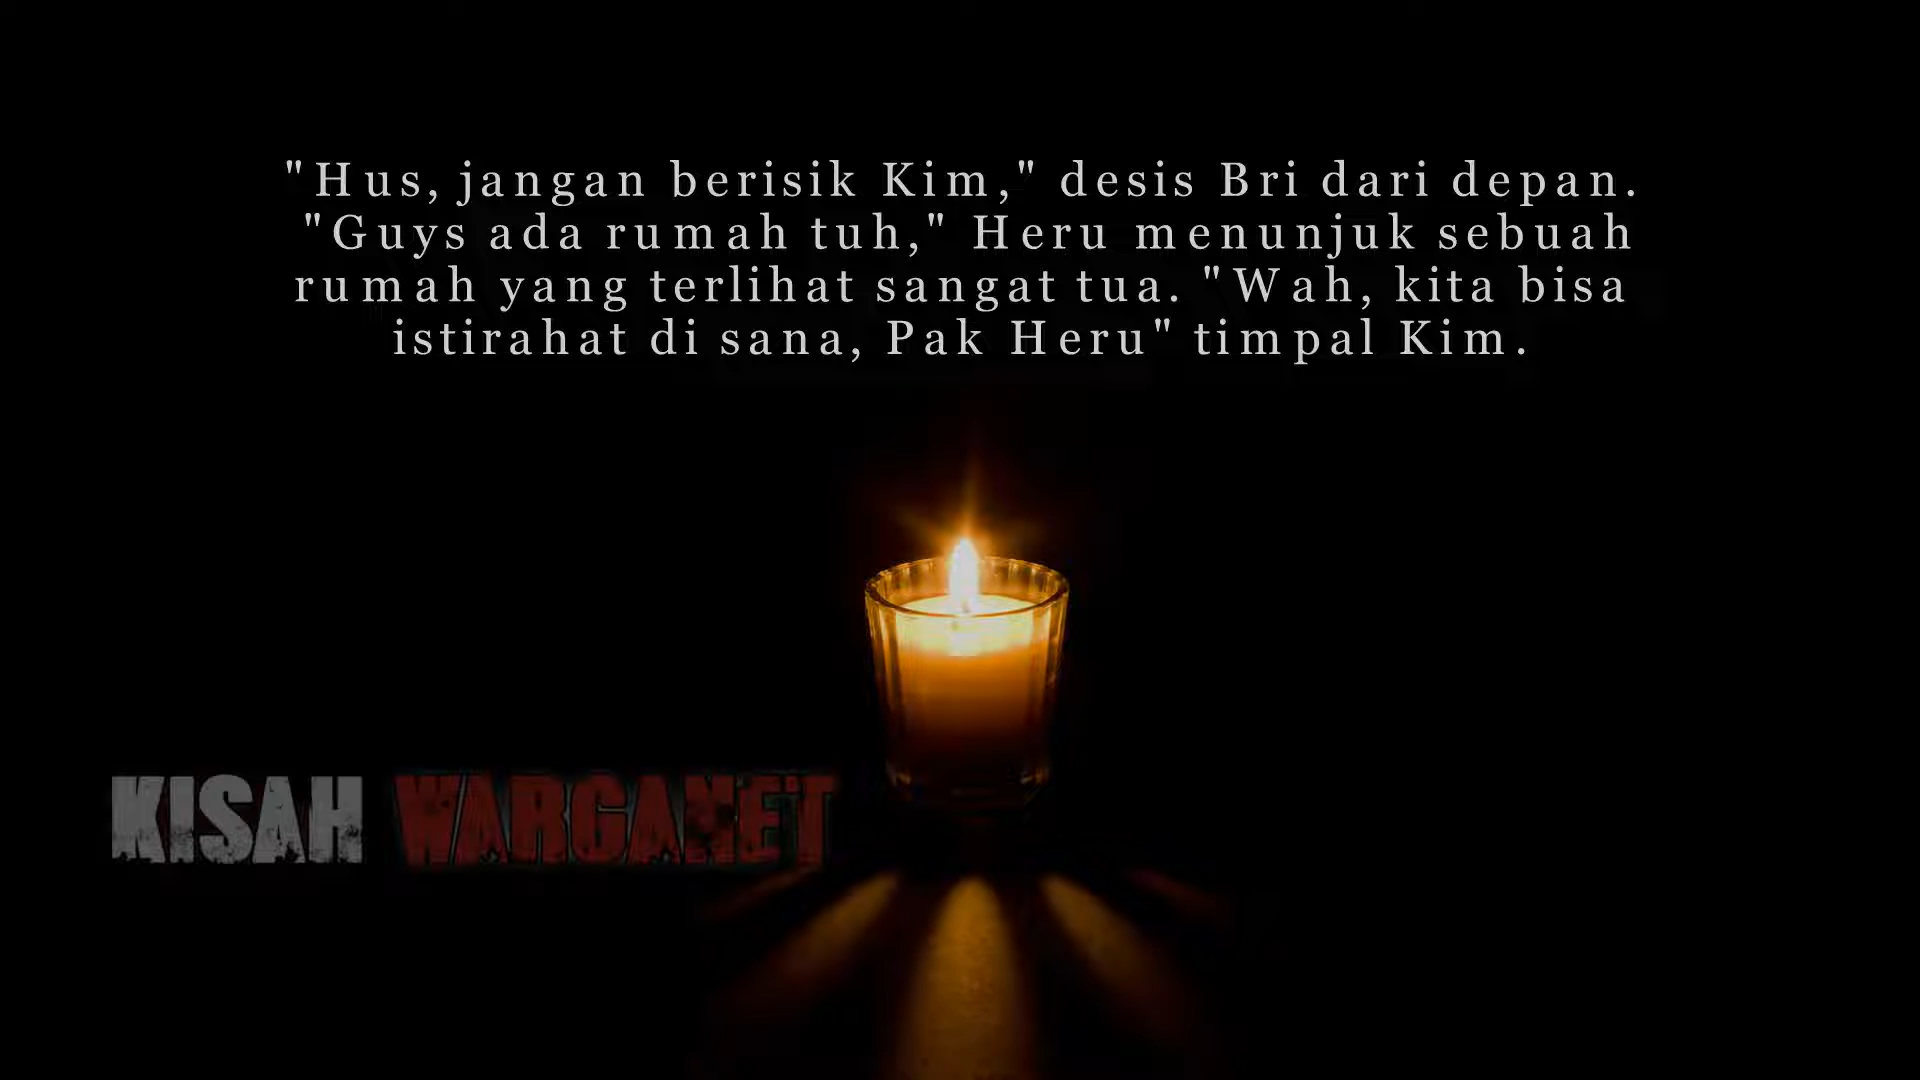 "Hus, jangan berisik Kim," desis Bri dari depan.
"Guys ada rumah tuh," Heru menunjuk sebuah
rumah yang terlihat sangat tua. "Wah, kita bisa
istirahat di sana, Pak Heru" timpal Kim.
KISAH WARGANET